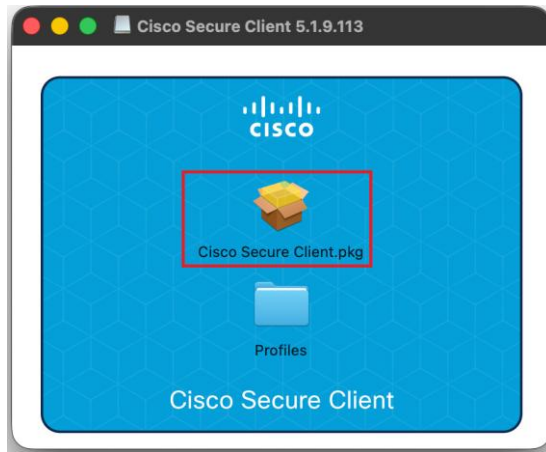 Cisco Secure Client 5.1.9.113
CISCO
Cisco Secure Client.pkg
Profiles
Cisco Secure Client